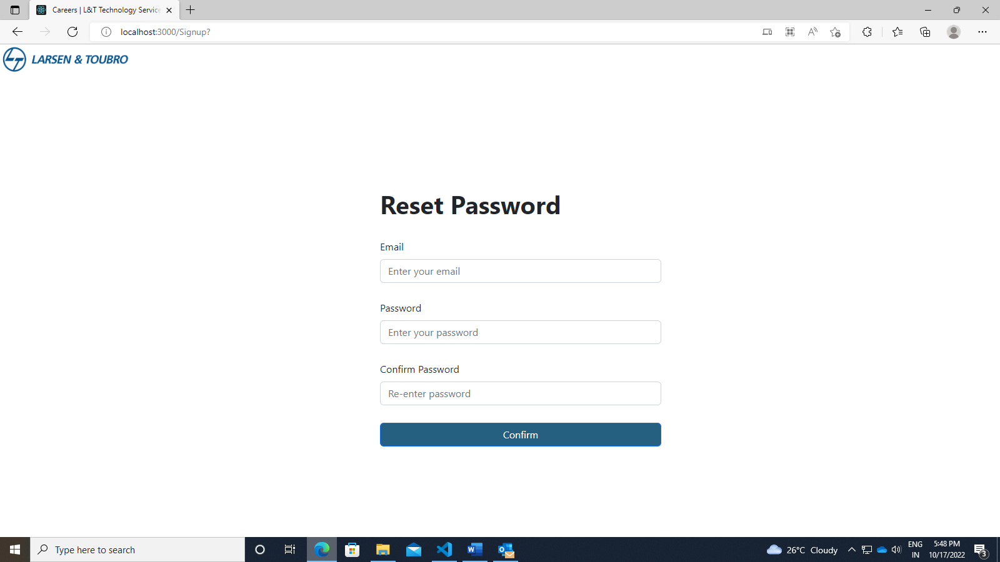 Careers | L&T Technology Service
localhost:3000/Signup?
LARSEN & TOUBRO
Reset Password
Email
Enter your email
Password
Enter your password
Confirm Password
Re-enter password
Confirm
Type here to search
26°C Cloudy
ENG
IN
5:48 PM
10/17/2022
3